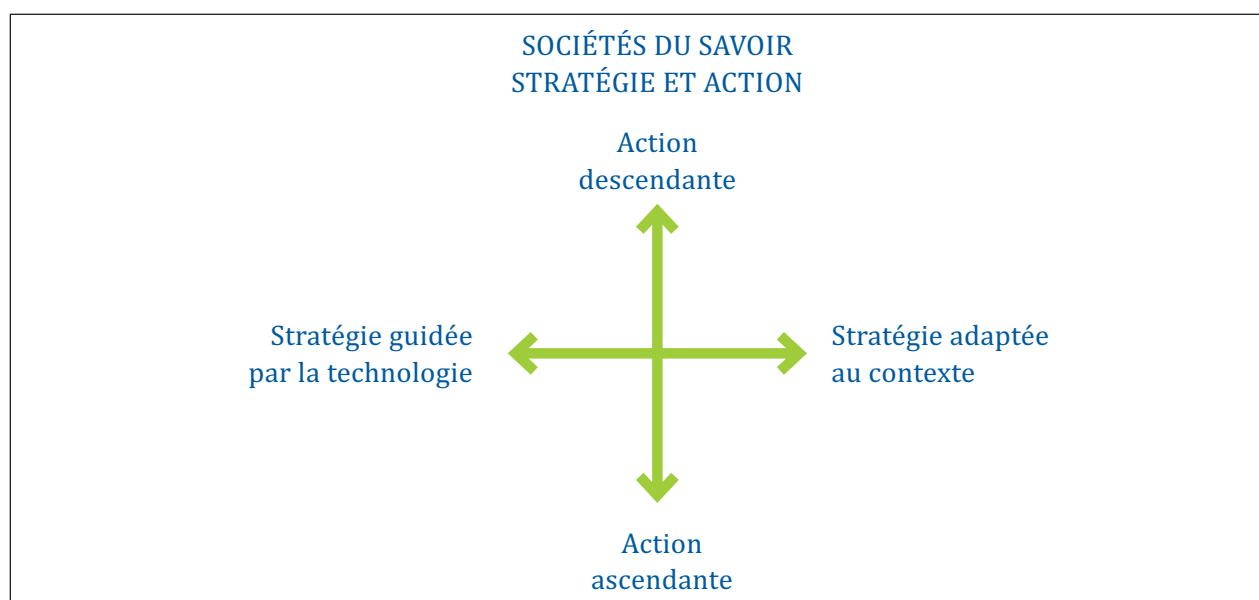 SOCIÉTÉS DU SAVOIR
STRATÉGIE ET ACTION
Action
descendante
Stratégie guidée
par la technologie
Stratégie adaptée
au contexte
Action
ascendante